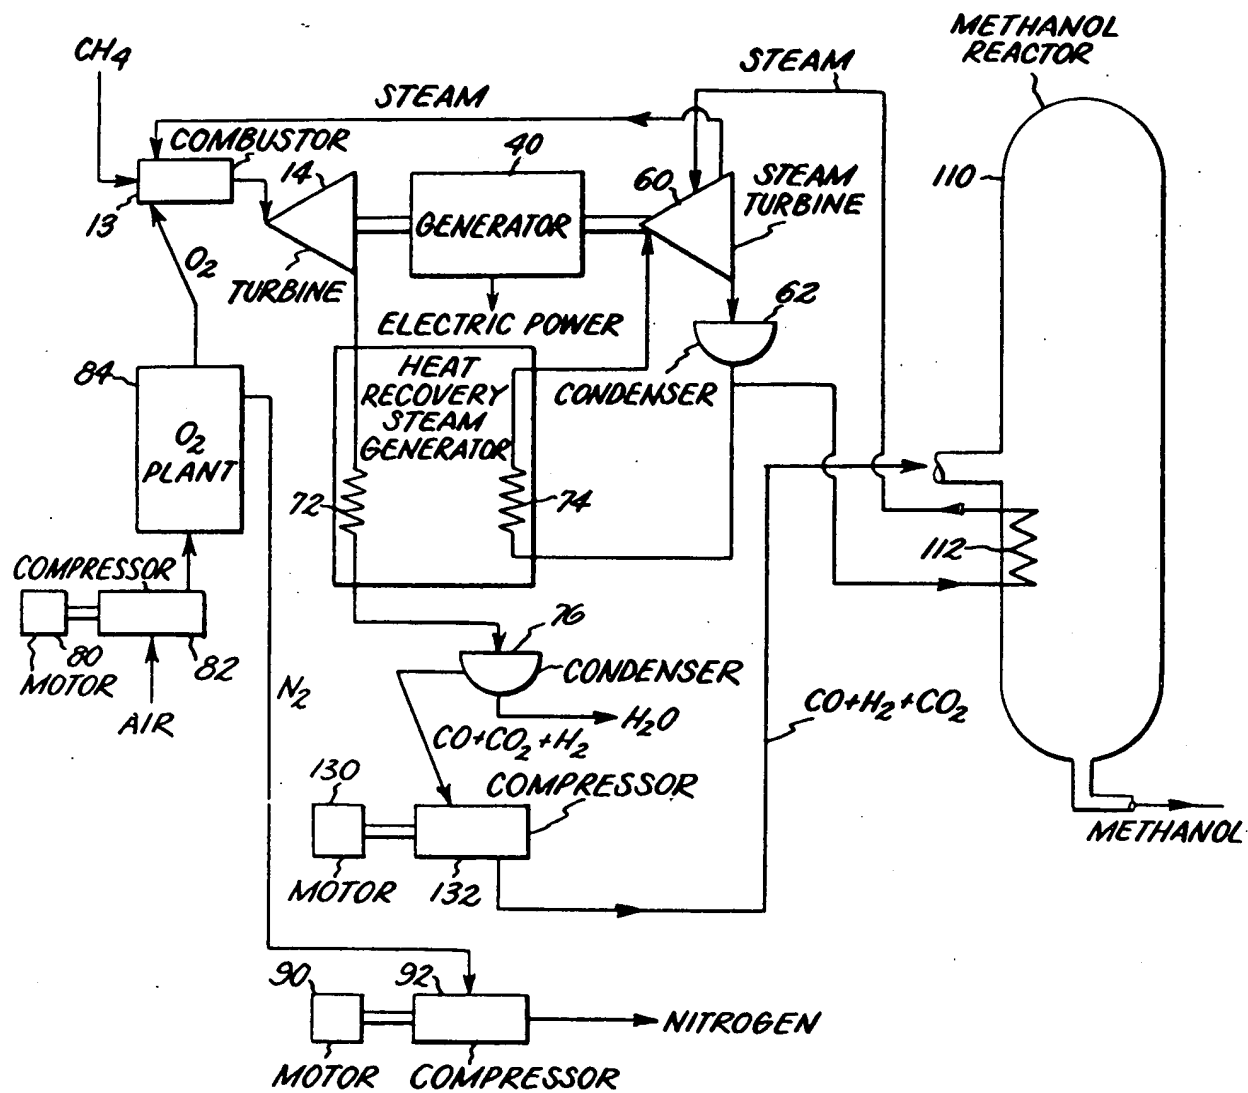 METHANOL
REACTOR
CH4
STEAM
STEAM
COMBUSTOR
40
14
60
STEAM
TURBINE
110
13
GENERATOR
O2
TURBINE
62
ELECTRIC POWER
84
HEAT
RECOVERY
STEAM
GENERATOR
CONDENSER
O2
PLANT
72
74
112
COMPRESSOR
76
80
82
CONDENSER
MOTOR
N2
CO+H2+CO2
AIR
H2O
CO+CO2+H2
130
COMPRESSOR
METHANOL
MOTOR
132
90
92
NITROGEN
MOTOR
COMPRESSOR